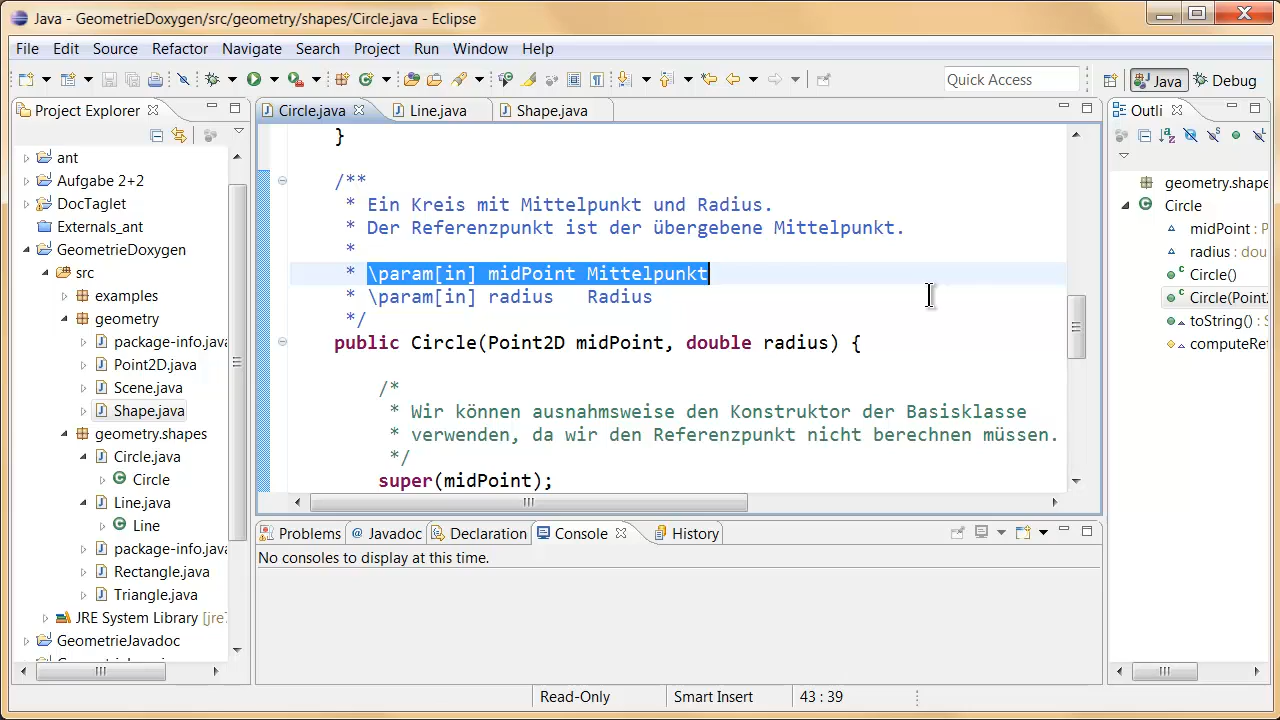 Java - GeometrieDoxygen/src/geometry/shapes/Circle.java - Eclipse
File Edit Source Refactor Navigate Search Project Run Window Help
Quick Access
Java
Debug
Project Explorer
ant
Aufgabe 2+2
DocTaglet
Externals_ant
GeometrieDoxygen
src
examples
geometry
package-info.java
Point2D.java
Scene.java
Shape.java
geometry.shapes
Circle.java
Circle
Line.java
Line
package-info.java
Rectangle.java
Triangle.java
JRE System Library [jre7
GeometrieJavadoc
Circle.java
Line.java
Shape.java
}
/**
* Ein Kreis mit Mittelpunkt und Radius.
* Der Referenzpunkt ist der übergebene Mittelpunkt.
*
* \param[in] midPoint Mittelpunkt
* \param[in] radius Radius
*/
public Circle(Point2D midPoint, double radius) {
/*
* Wir können ausnahmsweise den Konstruktor der Basisklasse
* verwenden, da wir den Referenzpunkt nicht berechnen müssen.
*/
super(midPoint);
Problems
@ Javadoc
Declaration
Console
History
No consoles to display at this time.
Outli
geometry.shape
Circle
midPoint : P
radius : dou
Circle()
Circle(Point
toString() : S
computeRe
Read-Only
Smart Insert
43 : 39